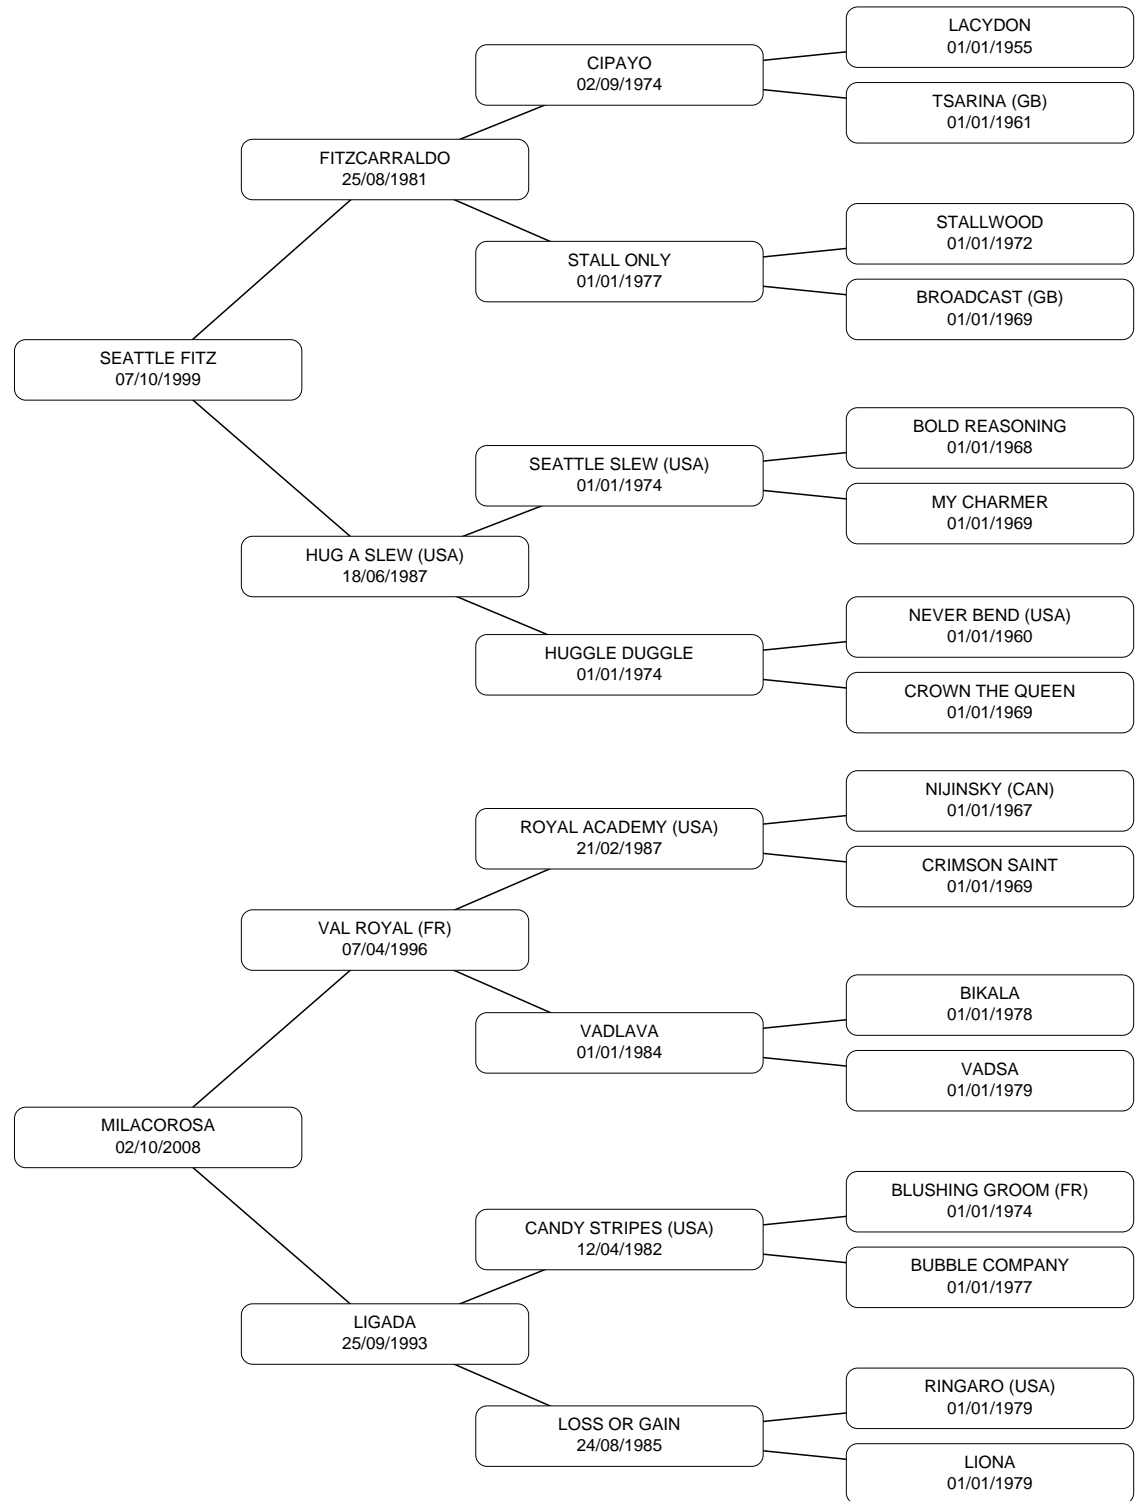 LACYDON
01/01/1955
CIPAYO
02/09/1974
TSARINA (GB)
01/01/1961
FITZCARRALDO
25/08/1981
STALLWOOD
01/01/1972
STALL ONLY
01/01/1977
BROADCAST (GB)
01/01/1969
SEATTLE FITZ
07/10/1999
BOLD REASONING
01/01/1968
SEATTLE SLEW (USA)
01/01/1974
MY CHARMER
01/01/1969
HUG A SLEW (USA)
18/06/1987
NEVER BEND (USA)
01/01/1960
HUGGLE DUGGLE
01/01/1974
CROWN THE QUEEN
01/01/1969
NIJINSKY (CAN)
01/01/1967
ROYAL ACADEMY (USA)
21/02/1987
CRIMSON SAINT
01/01/1969
VAL ROYAL (FR)
07/04/1996
BIKALA
01/01/1978
VADLAVA
01/01/1984
VADSA
01/01/1979
MILACOROSA
02/10/2008
BLUSHING GROOM (FR)
01/01/1974
CANDY STRIPES (USA)
12/04/1982
BUBBLE COMPANY
01/01/1977
LIGADA
25/09/1993
RINGARO (USA)
01/01/1979
LOSS OR GAIN
24/08/1985
LIONA
01/01/1979